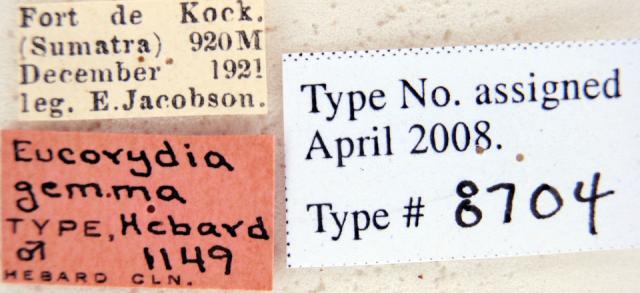 Fort de Kock.
(Sumatra) 920M
December 1921
leg. E.Jacobson.
Eucorydia
gemma
TYPE, Hebard
♂ 1149
HEBARD CLN.
Type No. assigned
April 2008.
Type # 8704